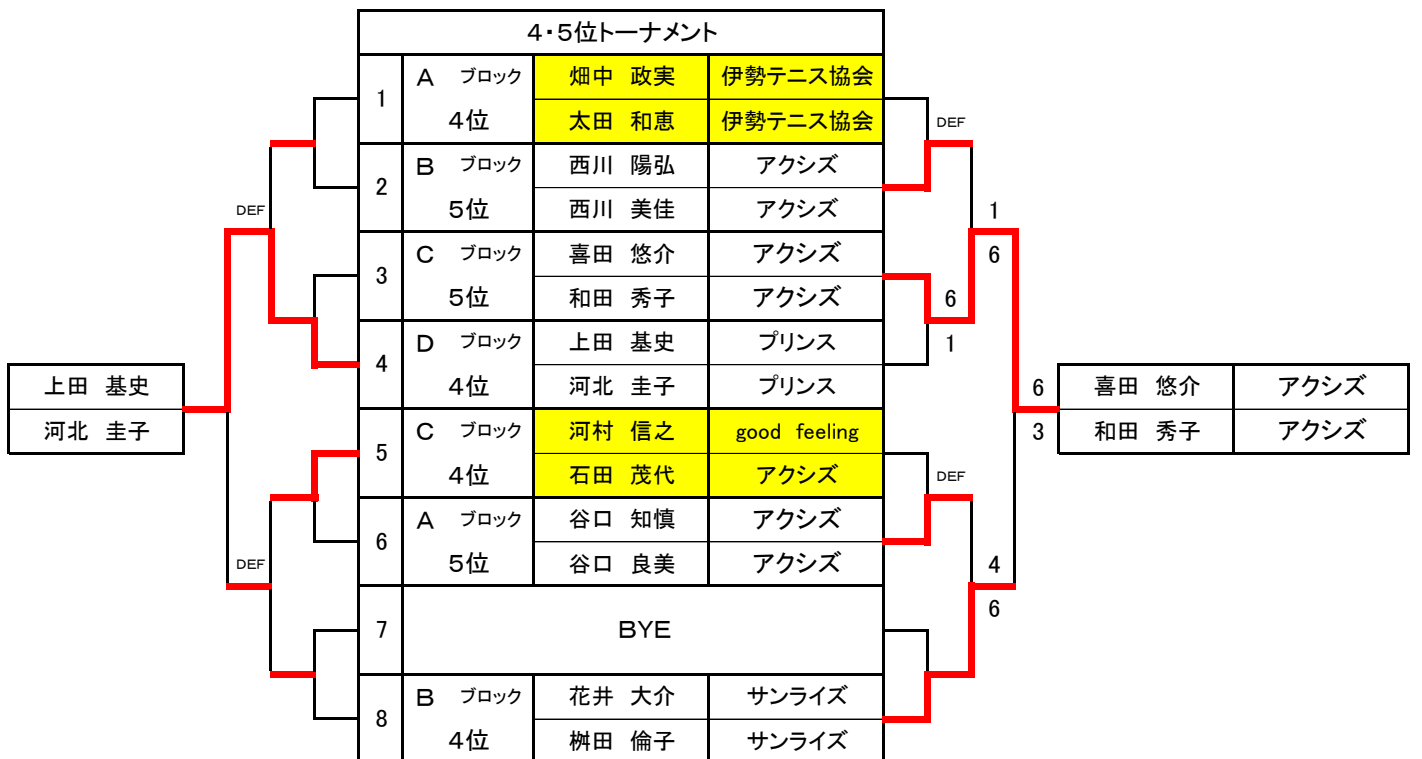 4・5位トーナメント
1 A ブロック 4位 畑中 政実 伊勢テニス協会
太田 和恵 伊勢テニス協会
DEF
2 B ブロック 5位 西川 陽弘 アクシズ
西川 美佳 アクシズ
DEF
1
6
3 C ブロック 5位 喜田 悠介 アクシズ
和田 秀子 アクシズ
6
1
4 D ブロック 4位 上田 基史 プリンス
河北 圭子 プリンス
上田 基史
河北 圭子
6 喜田 悠介 アクシズ
3 和田 秀子 アクシズ
5 C ブロック 4位 河村 信之 good feeling
石田 茂代 アクシズ
DEF
6 A ブロック 5位 谷口 知慎 アクシズ
谷口 良美 アクシズ
DEF
4
6
7 BYE
8 B ブロック 4位 花井 大介 サンライズ
桝田 倫子 サンライズ